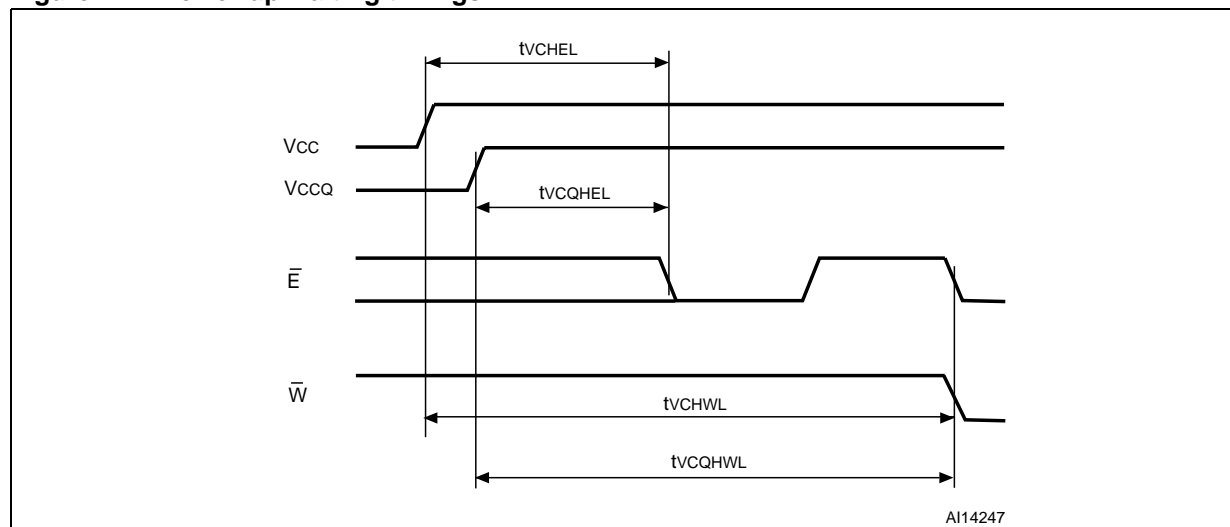 tVCHEL
VCC
VCCQ
tVCQHEL
E̅
W̅
tVCHWL
tVCQHWL
AI14247